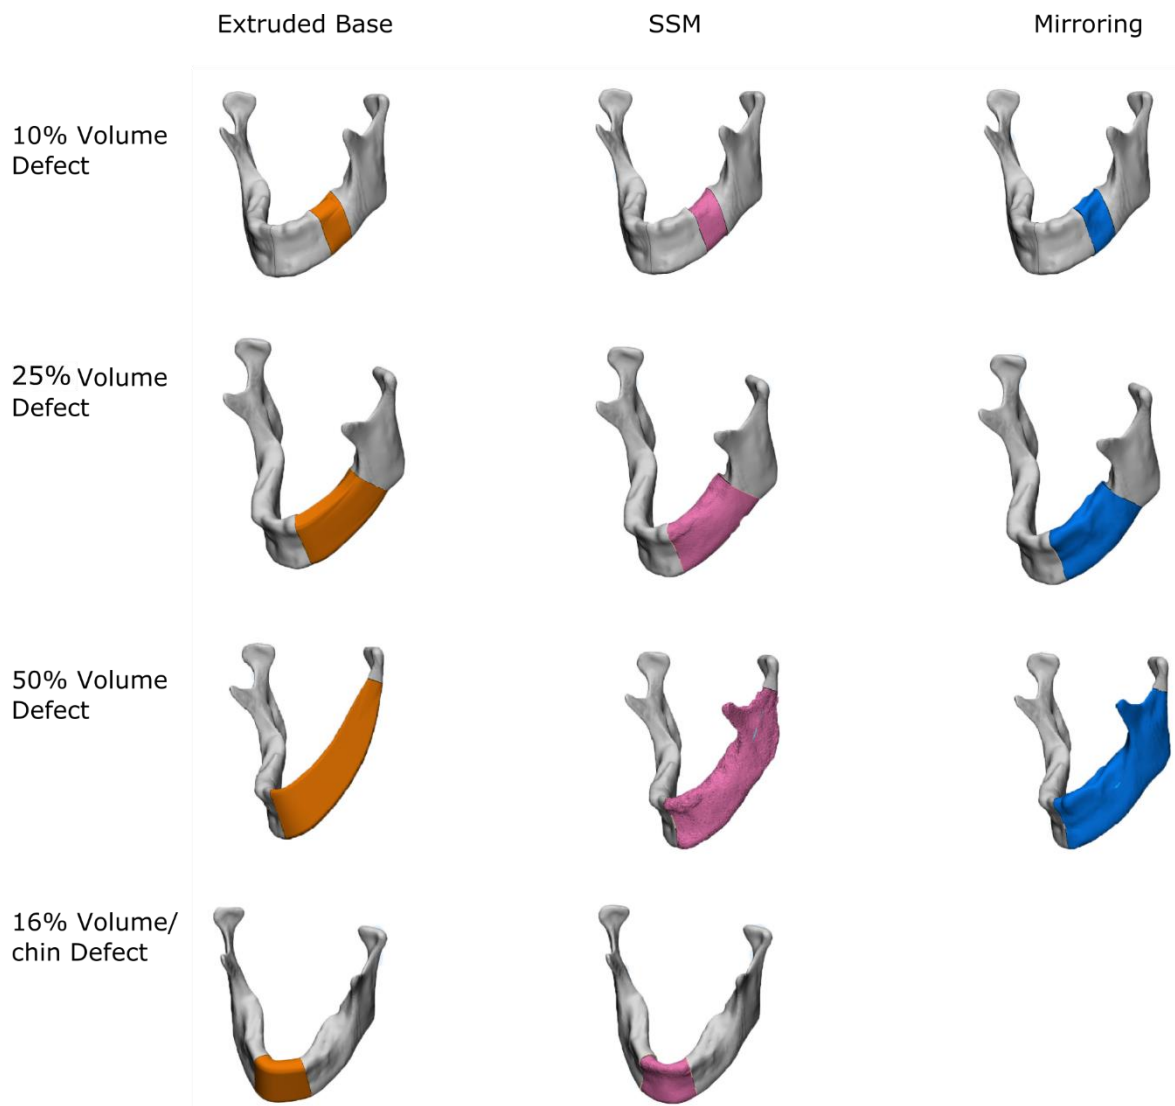 Extruded Base
SSM
Mirroring
10% Volume
Defect
25% Volume
Defect
50% Volume
Defect
16% Volume/
chin Defect